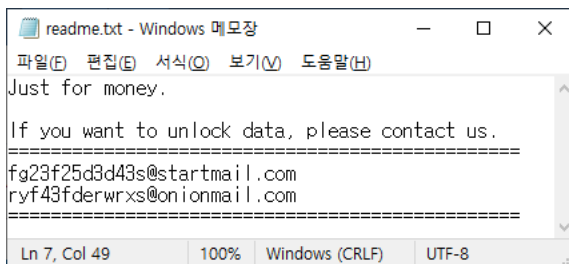 readme.txt - Windows 메모장
파일(F) 편집(E) 서식(O) 보기(V) 도움말(H)
Just for money.
If you want to unlock data, please contact us.
==================================================
fg23f25d3d43s@startmail.com
ryf43fderwrxs@onionmail.com
==================================================
Ln 7, Col 49 100% Windows (CRLF) UTF-8